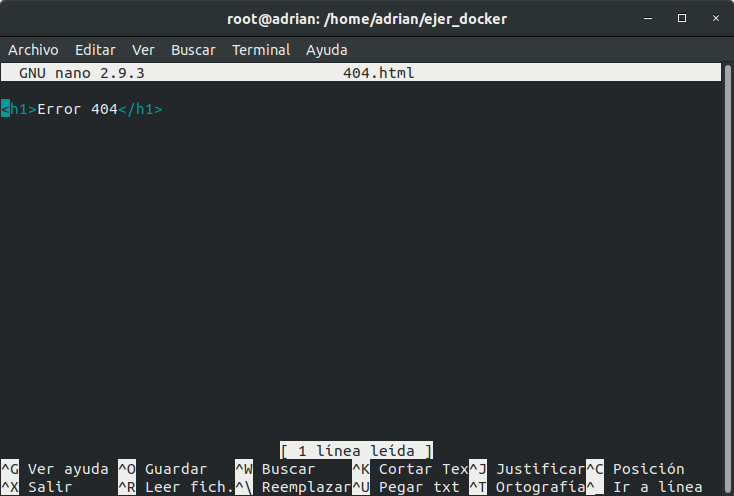 root@adrian: /home/adrian/ejer_docker
Archivo Editar Ver Buscar Terminal Ayuda
GNU nano 2.9.3 404.html
<h1>Error 404</h1>
[ 1 línea leída ]
^G Ver ayuda ^O Guardar ^W Buscar ^K Cortar Tex^J Justificar^C Posición
^X Salir ^R Leer fich.^\ Reemplazar^U Pegar txt ^T Ortografía^_ Ir a línea